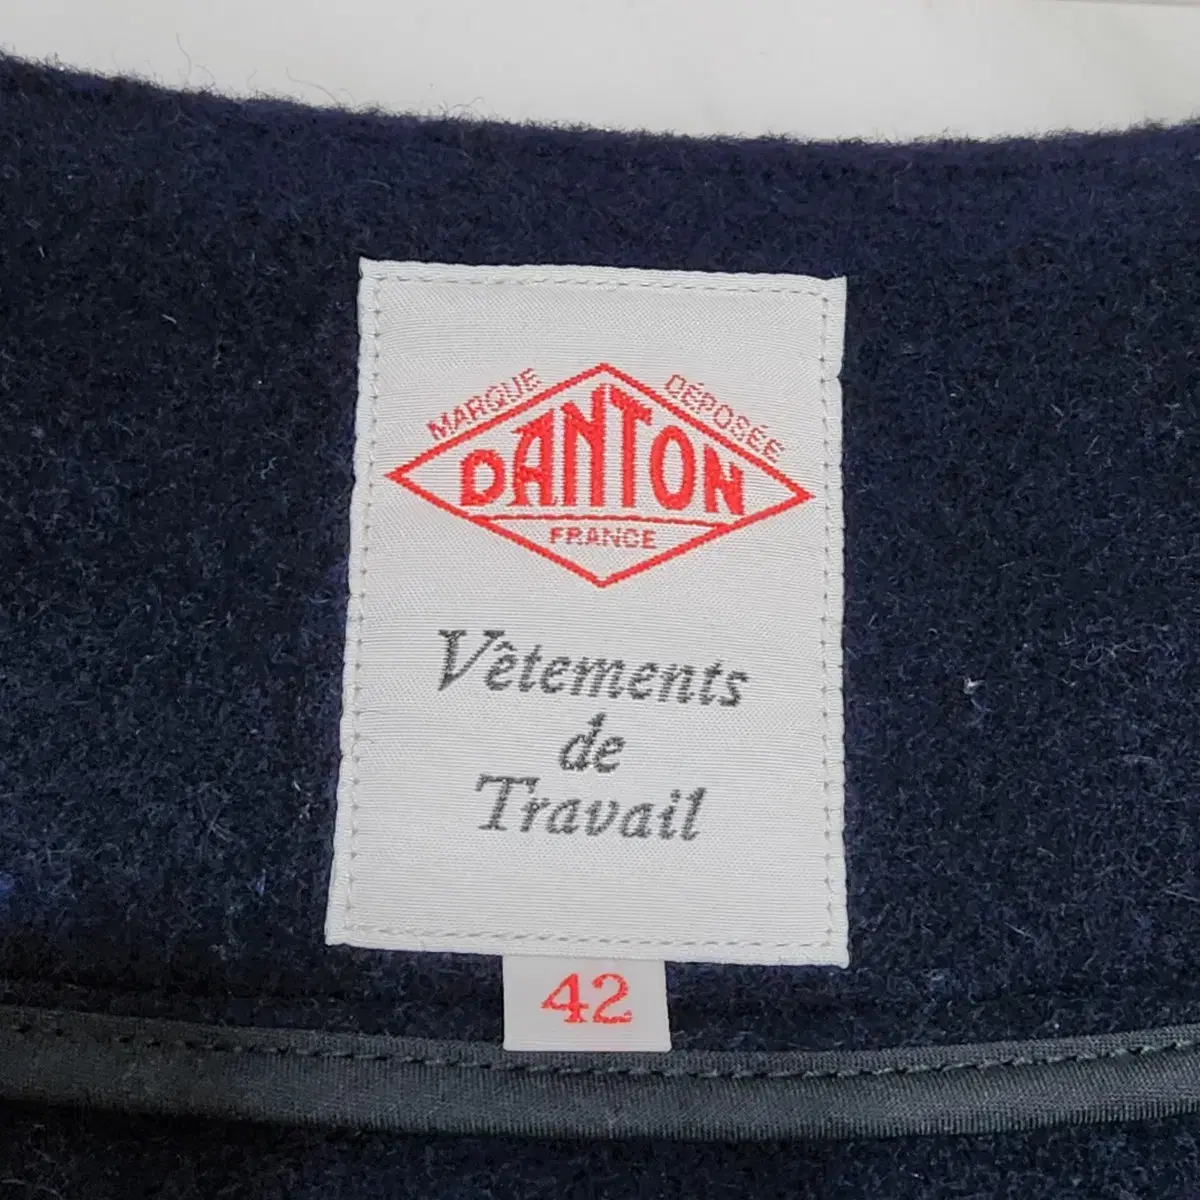 MARQUE DÉPOSÉE
DANTON
FRANCE
Vêtements
de
Travail
42